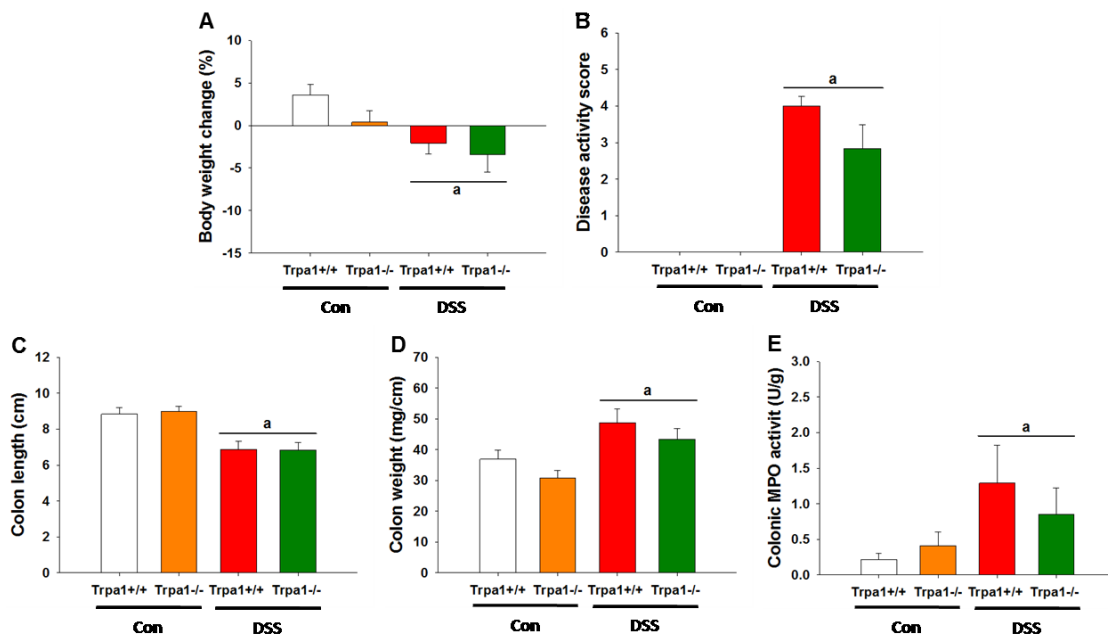 A
Body weight change (%)
10
5
0
-5
-10
-15
a
Trpa1+/+ Trpa1-/- Trpa1+/+ Trpa1-/-
Con DSS
B
Disease activity score
6
5
4
3
2
1
0
a
Trpa1+/+ Trpa1-/- Trpa1+/+ Trpa1-/-
Con DSS
C
Colon length (cm)
12
10
8
6
4
2
0
a
Trpa1+/+ Trpa1-/- Trpa1+/+ Trpa1-/-
Con DSS
D
Colon weight (mg/cm)
70
60
50
40
30
20
10
0
a
Trpa1+/+ Trpa1-/- Trpa1+/+ Trpa1-/-
Con DSS
E
Colonic MPO activit (U/g)
3.0
2.5
2.0
1.5
1.0
0.5
0.0
a
Trpa1+/+ Trpa1-/- Trpa1+/+ Trpa1-/-
Con DSS